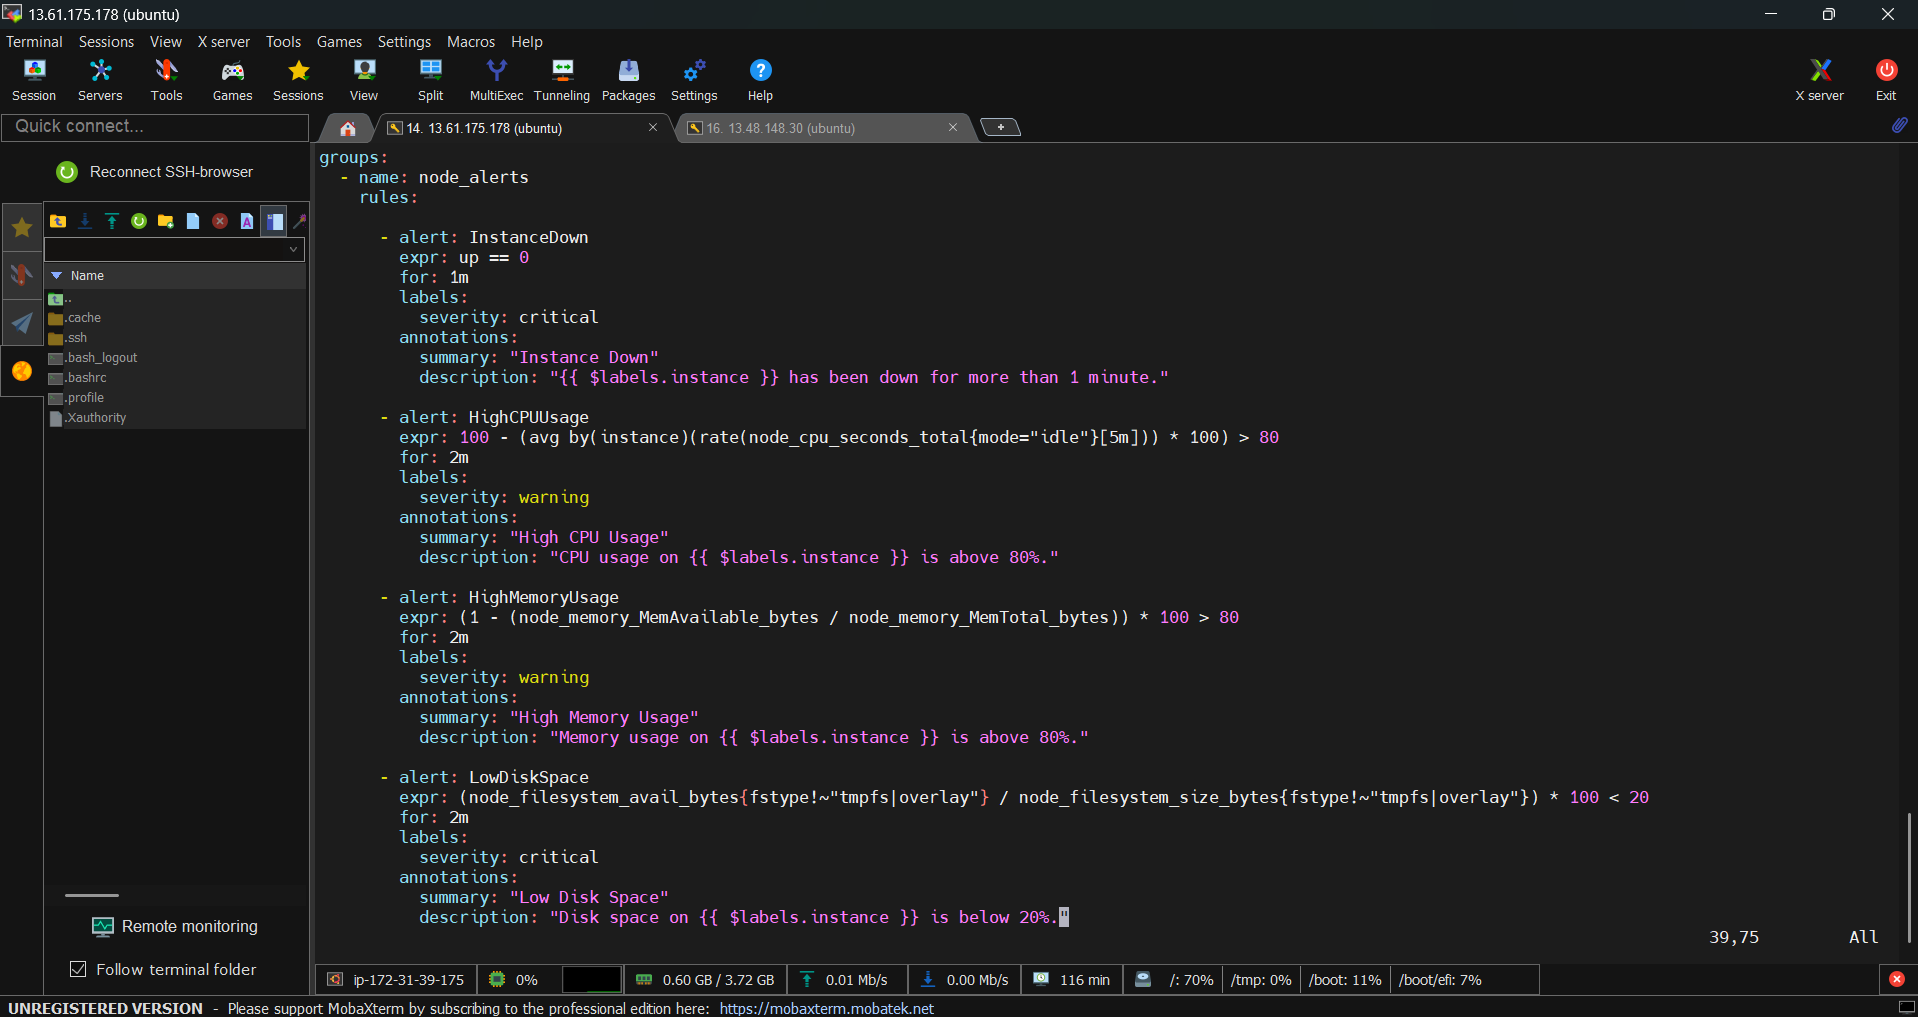 13.61.175.178 (ubuntu)
Terminal Sessions View X server Tools Games Settings Macros Help
Session Servers Tools Games Sessions View Split MultiExec Tunneling Packages Settings Help X server Exit
Quick connect...
14. 13.61.175.178 (ubuntu)
16. 13.48.148.30 (ubuntu)
Reconnect SSH-browser
Name
..
.cache
.ssh
.bash_logout
.bashrc
.profile
.Xauthority
Remote monitoring
Follow terminal folder
groups:
  - name: node_alerts
    rules:

      - alert: InstanceDown
        expr: up == 0
        for: 1m
        labels:
          severity: critical
        annotations:
          summary: "Instance Down"
          description: "{{ $labels.instance }} has been down for more than 1 minute."

      - alert: HighCPUUsage
        expr: 100 - (avg by(instance)(rate(node_cpu_seconds_total{mode="idle"}[5m])) * 100) > 80
        for: 2m
        labels:
          severity: warning
        annotations:
          summary: "High CPU Usage"
          description: "CPU usage on {{ $labels.instance }} is above 80%."

      - alert: HighMemoryUsage
        expr: (1 - (node_memory_MemAvailable_bytes / node_memory_MemTotal_bytes)) * 100 > 80
        for: 2m
        labels:
          severity: warning
        annotations:
          summary: "High Memory Usage"
          description: "Memory usage on {{ $labels.instance }} is above 80%."

      - alert: LowDiskSpace
        expr: (node_filesystem_avail_bytes{fstype!~"tmpfs|overlay"} / node_filesystem_size_bytes{fstype!~"tmpfs|overlay"}) * 100 < 20
        for: 2m
        labels:
          severity: critical
        annotations:
          summary: "Low Disk Space"
          description: "Disk space on {{ $labels.instance }} is below 20%."
39,75 All
ip-172-31-39-175 0% 0.60 GB / 3.72 GB 0.01 Mb/s 0.00 Mb/s 116 min /: 70% /tmp: 0% /boot: 11% /boot/efi: 7%
UNREGISTERED VERSION - Please support MobaXterm by subscribing to the professional edition here: https://mobaxterm.mobatek.net